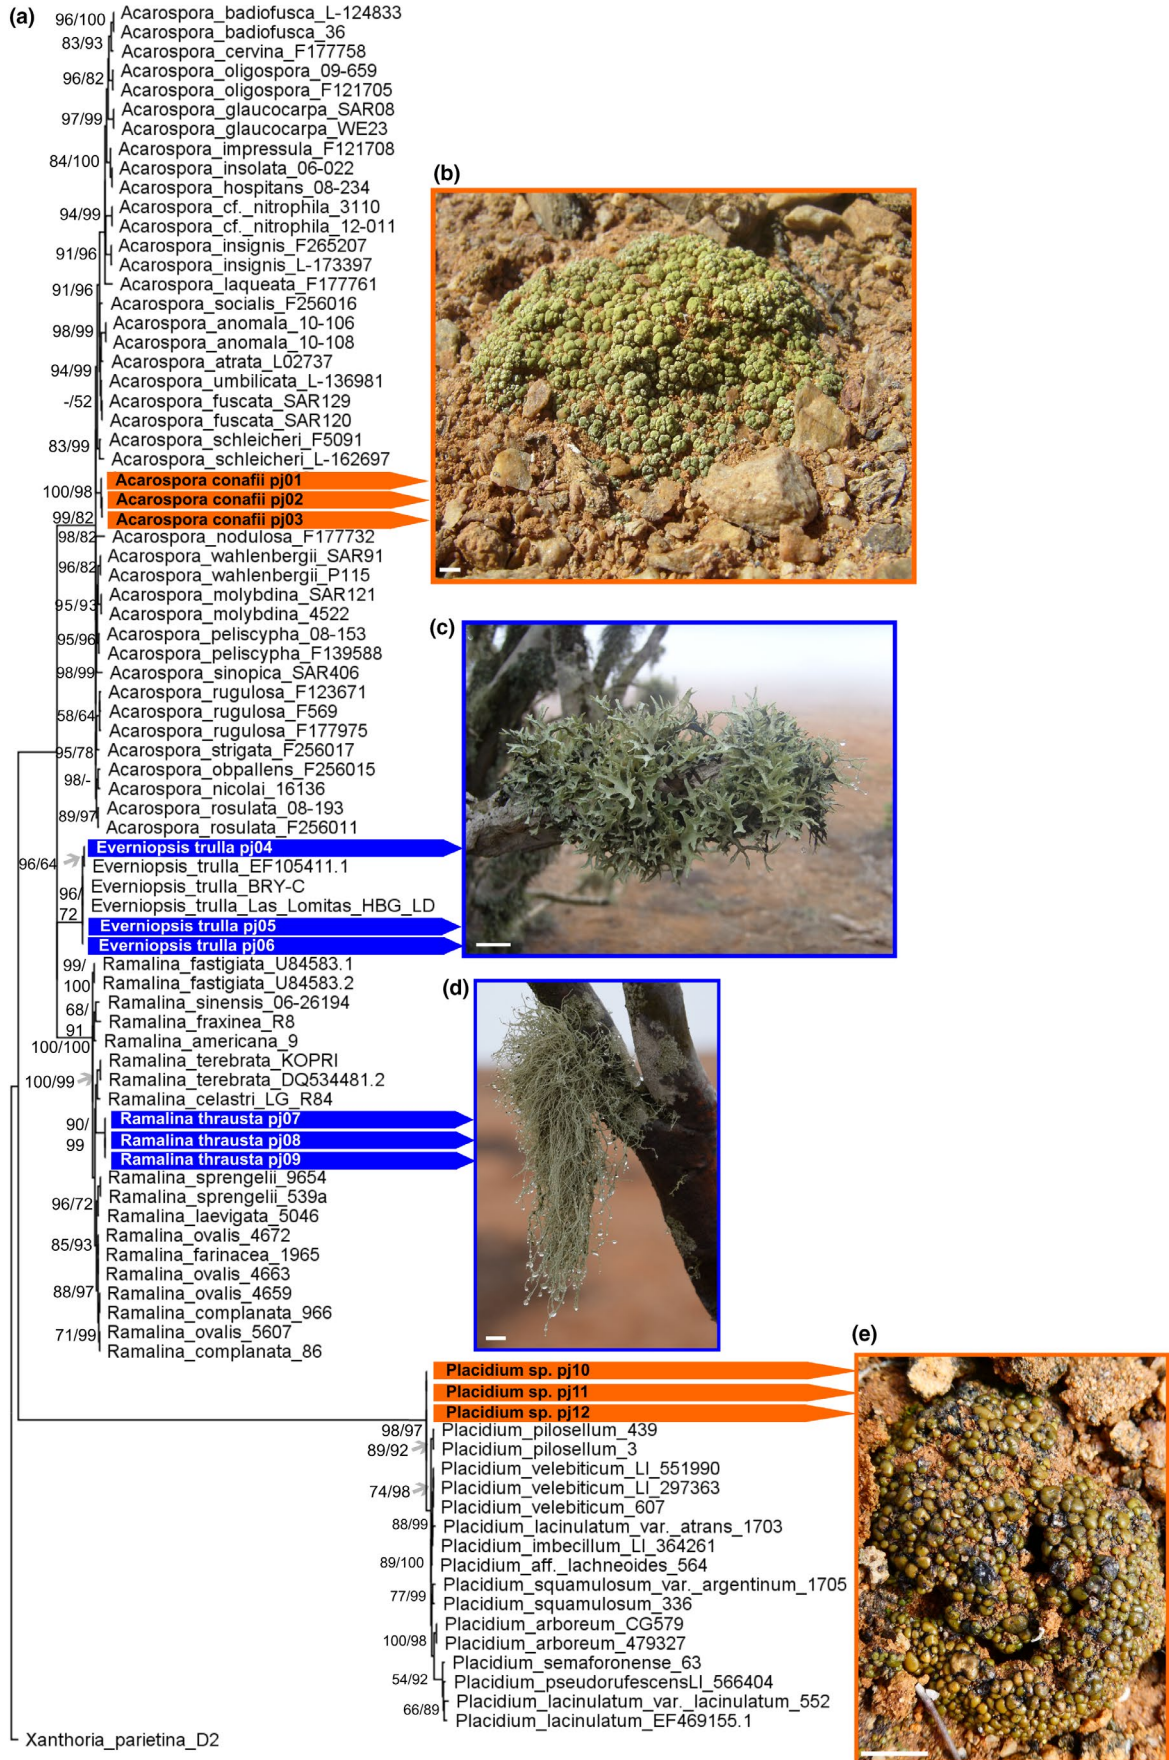 (a)
96/100
Acarospora_badiofusca_L-124833
Acarospora_badiofusca_36
83/93
Acarospora_cervina_F177758
Acarospora_oligospora_09-659
96/82
Acarospora_oligospora_F121705
Acarospora_glaucocarpa_SAR08
97/99
Acarospora_glaucocarpa_WE23
Acarospora_impressula_F121708
84/100
Acarospora_insolata_06-022
Acarospora_hospitans_08-234
Acarospora_cf._nitrophila_3110
94/99
Acarospora_cf._nitrophila_12-011
Acarospora_insignis_F265207
91/96
Acarospora_insignis_L-173397
Acarospora_laqueata_F177761
91/96
Acarospora_socialis_F256016
Acarospora_anomala_10-106
98/99
Acarospora_anomala_10-108
Acarospora_atrata_L02737
94/99
Acarospora_umbilicata_L-136981
-/52
Acarospora_fuscata_SAR129
Acarospora_fuscata_SAR120
83/99
Acarospora_schleicheri_F5091
Acarospora_schleicheri_L-162697
Acarospora conafii pj01
100/98
Acarospora conafii pj02
99/82
Acarospora conafii pj03
98/82
Acarospora_nodulosa_F177732
Acarospora_wahlenbergii_SAR91
96/82
Acarospora_wahlenbergii_P115
Acarospora_molybdina_SAR121
95/93
Acarospora_molybdina_4522
Acarospora_peliscypha_08-153
95/96
Acarospora_peliscypha_F139588
98/99
Acarospora_sinopica_SAR406
Acarospora_rugulosa_F123671
58/64
Acarospora_rugulosa_F569
Acarospora_rugulosa_F177975
95/78
Acarospora_strigata_F256017
Acarospora_obpallens_F256015
98/-
Acarospora_nicolai_16136
Acarospora_rosulata_08-193
89/97
Acarospora_rosulata_F256011
Everniopsis trulla pj04
96/64
Everniopsis_trulla_EF105411.1
Everniopsis_trulla_BRY-C
96/
72
Everniopsis_trulla_Las_Lomitas_HBG_LD
Everniopsis trulla pj05
Everniopsis trulla pj06
99/
100
Ramalina_fastigiata_U84583.1
Ramalina_fastigiata_U84583.2
68/
91
Ramalina_sinensis_06-26194
Ramalina_fraxinea_R8
100/100
Ramalina_americana_9
Ramalina_terebrata_KOPRI
100/99
Ramalina_terebrata_DQ534481.2
Ramalina_celastri_LG_R84
90/
99
Ramalina thrausta pj07
Ramalina thrausta pj08
Ramalina thrausta pj09
Ramalina_sprengelii_9654
96/72
Ramalina_sprengelii_539a
Ramalina_laevigata_5046
Ramalina_ovalis_4672
85/93
Ramalina_farinacea_1965
Ramalina_ovalis_4663
88/97
Ramalina_ovalis_4659
Ramalina_complanata_966
71/99
Ramalina_ovalis_5607
Ramalina_complanata_86
Placidium sp. pj10
Placidium sp. pj11
Placidium sp. pj12
98/97
Placidium_pilosellum_439
89/92
Placidium_pilosellum_3
Placidium_velebiticum_LI_551990
74/98
Placidium_velebiticum_LI_297363
Placidium_velebiticum_607
88/99
Placidium_lacinulatum_var._atrans_1703
Placidium_imbecillum_LI_364261
89/100
Placidium_aff._lachneoides_564
Placidium_squamulosum_var._argentinum_1705
77/99
Placidium_squamulosum_336
Placidium_arboreum_CG579
100/98
Placidium_arboreum_479327
Placidium_semaforonense_63
54/92
Placidium_pseudorufescensLI_566404
Placidium_lacinulatum_var._lacinulatum_552
66/89
Placidium_lacinulatum_EF469155.1
Xanthoria_parietina_D2
(b)
(c)
(d)
(e)